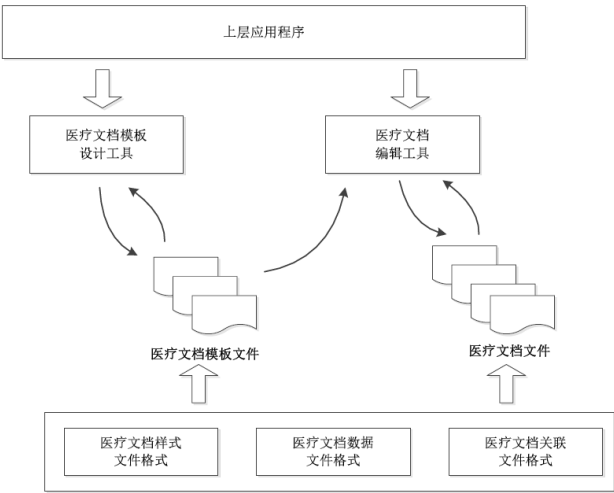 上层应用程序
医疗文档模板
设计工具
医疗文档
编辑工具
医疗文档模板文件
医疗文档文件
医疗文档样式
文件格式
医疗文档数据
文件格式
医疗文档关联
文件格式